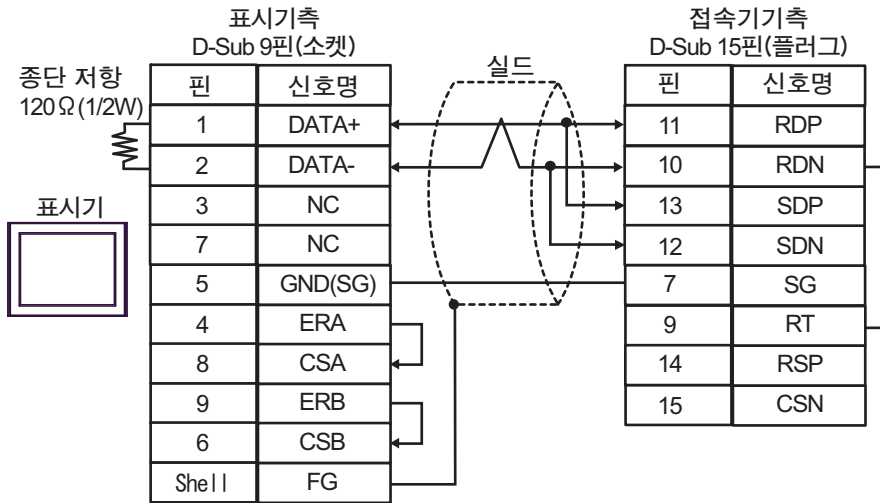 표시기측
D-Sub 9핀(소켓)
접속기기측
D-Sub 15핀(플러그)
실드
종단 저항
120Ω(1/2W)
표시기
핀 신호명
1 DATA+
2 DATA-
3 NC
7 NC
5 GND(SG)
4 ERA
8 CSA
9 ERB
6 CSB
Shell FG
핀 신호명
11 RDP
10 RDN
13 SDP
12 SDN
7 SG
9 RT
14 RSP
15 CSN